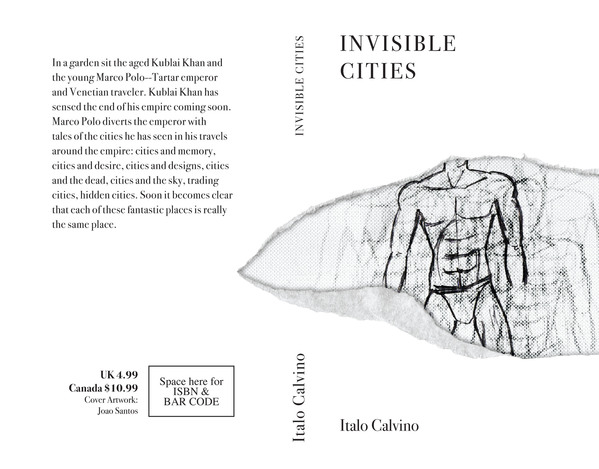 In a garden sit the aged Kublai Khan and
the young Marco Polo—Tartar emperor
and Venetian traveler. Kublai Khan has
sensed the end of his empire coming soon.
Marco Polo diverts the emperor with
tales of the cities he has seen in his travels
around the empire: cities and memory,
cities and desire, cities and designs, cities
and the dead, cities and the sky, trading
cities, hidden cities. Soon it becomes clear
that each of these fantastic places is really
the same place.
UK 4.99
Canada $10.99
Cover Artwork:
Joao Santos
Space here for
ISBN &
BAR CODE
INVISIBLE CITIES
Italo Calvino
INVISIBLE
CITIES
Italo Calvino